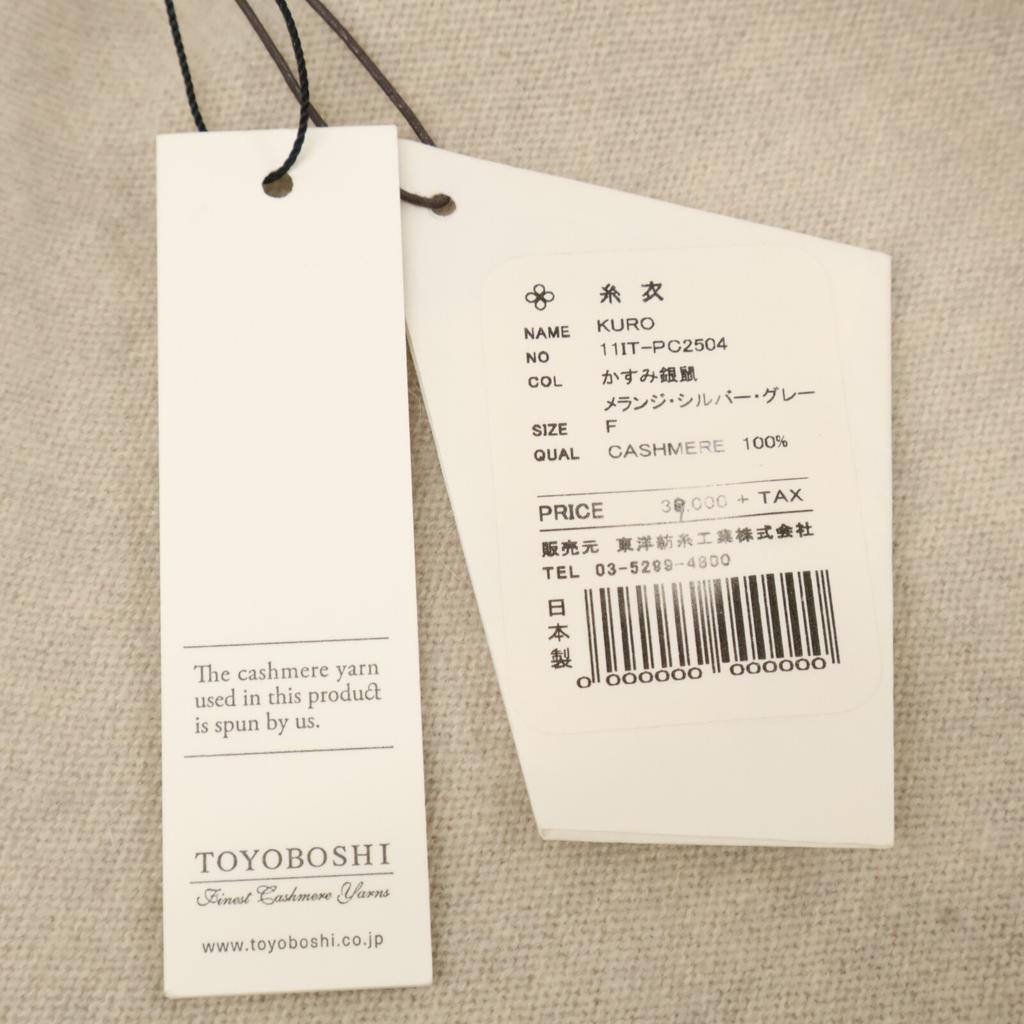 The cashmere yarn
used in this product
is spun by us.
TOYOBOSHI
Finest Cashmere Yarns
www.toyoboshi.co.jp
糸衣
NAME KURO
NO 11IT-PC2504
COL かすみ銀鼠
メランジ・シルバー・グレー
SIZE F
QUAL CASHMERE 100%
PRICE + TAX
販売元 東洋紡糸工業株式会社
TEL 03-5299-4800
日本製
0 000000 000000